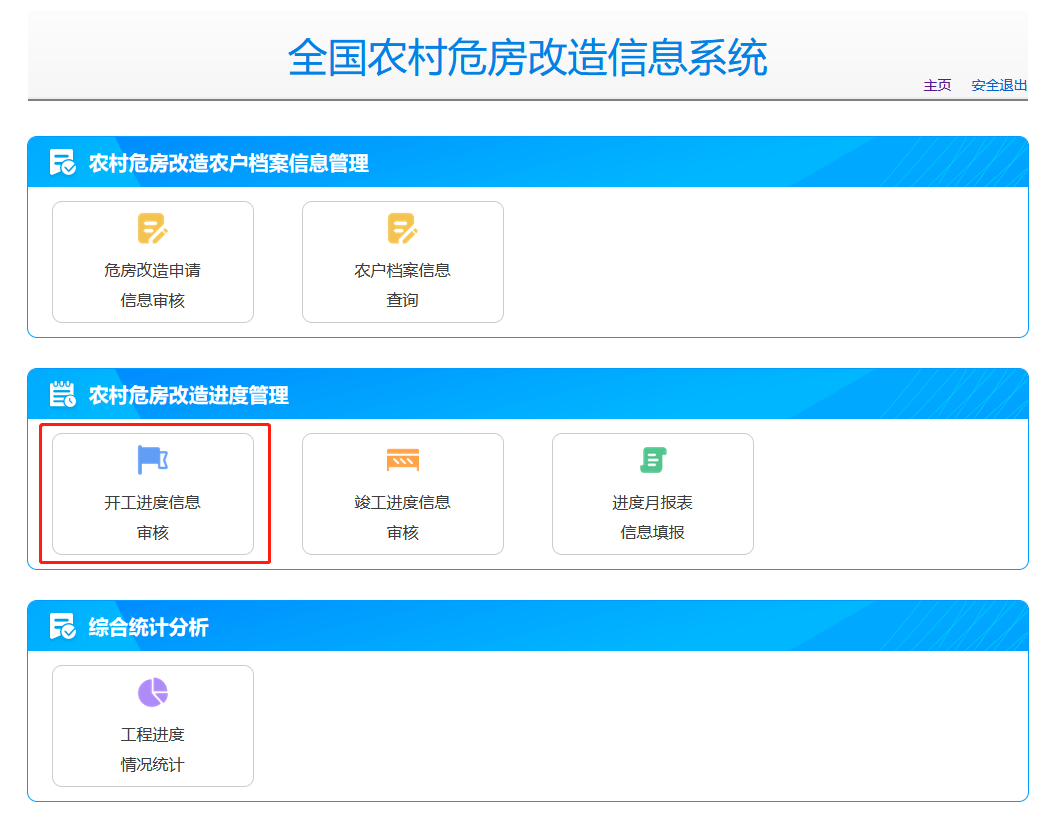 全国农村危房改造信息系统
主页 安全退出
农村危房改造农户档案信息管理
危房改造申请
信息审核
农户档案信息
查询
农村危房改造进度管理
开工进度信息
审核
竣工进度信息
审核
进度月报表
信息填报
综合统计分析
工程进度
情况统计